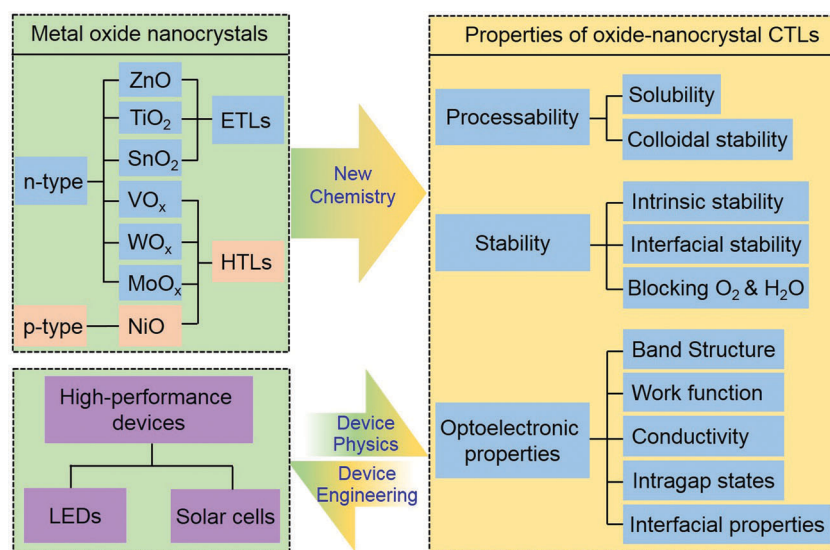 Metal oxide nanocrystals
n-type
ZnO
TiO₂
SnO₂
VOₓ
WOₓ
MoOₓ
ETLs
HTLs
p-type
NiO
New
Chemistry
High-performance
devices
LEDs
Solar cells
Device
Physics
Device
Engineering
Properties of oxide-nanocrystal CTLs
Processability
Solubility
Colloidal stability
Stability
Intrinsic stability
Interfacial stability
Blocking O₂ & H₂O
Optoelectronic
properties
Band Structure
Work function
Conductivity
Intragap states
Interfacial properties